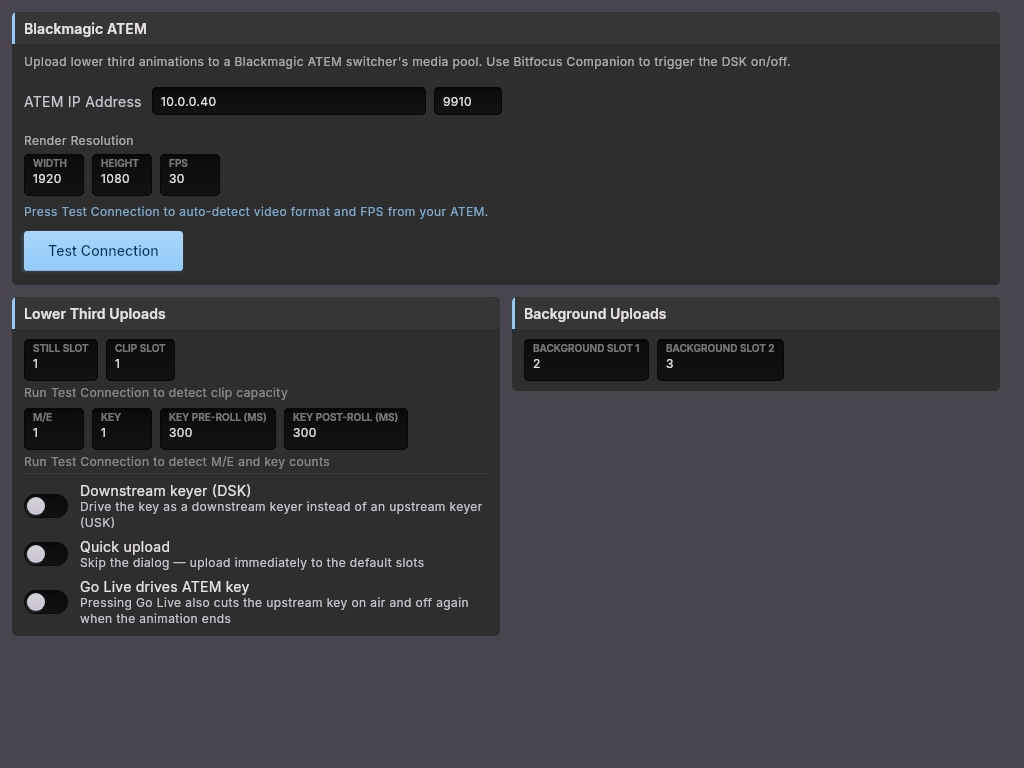 Blackmagic ATEM
Upload lower third animations to a Blackmagic ATEM switcher's media pool. Use Bitfocus Companion to trigger the DSK on/off.
ATEM IP Address 10.0.0.40 9910
Render Resolution
WIDTH HEIGHT FPS
1920 1080 30
Press Test Connection to auto-detect video format and FPS from your ATEM.
Test Connection
Lower Third Uploads
STILL SLOT CLIP SLOT
1 1
Run Test Connection to detect clip capacity
M/E KEY KEY PRE-ROLL (MS) KEY POST-ROLL (MS)
1 1 300 300
Run Test Connection to detect M/E and key counts
Downstream keyer (DSK)
Drive the key as a downstream keyer instead of an upstream keyer
(USK)
Quick upload
Skip the dialog — upload immediately to the default slots
Go Live drives ATEM key
Pressing Go Live also cuts the upstream key on air and off again
when the animation ends
Background Uploads
BACKGROUND SLOT 1 BACKGROUND SLOT 2
2 3